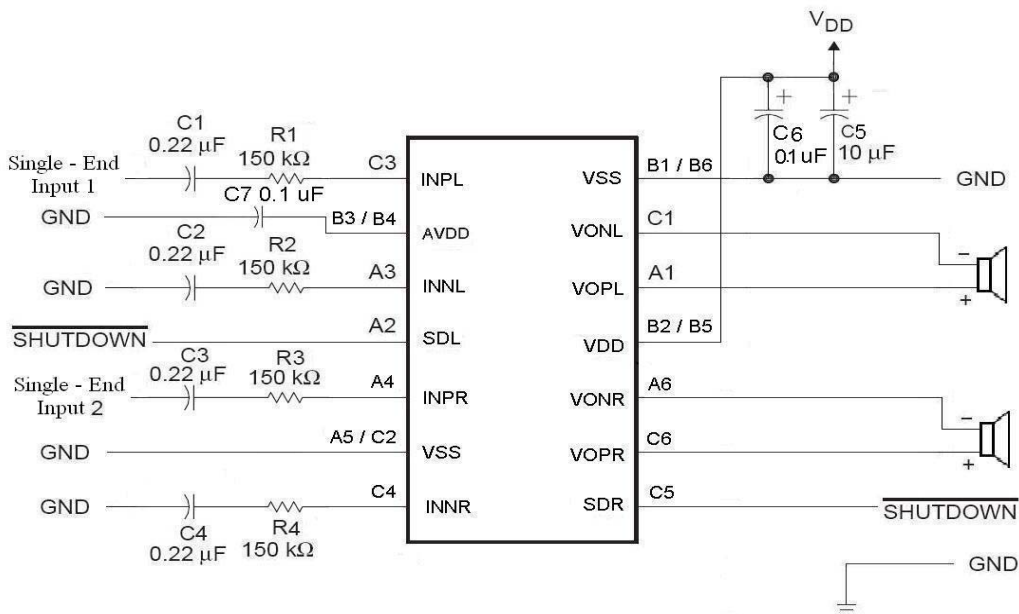 VDD
C1
0.22 µF
R1
150 kΩ
Single - End
Input 1
C3
INPL
C7 0.1 uF
GND
B3 / B4
AVDD
C2
0.22 µF
R2
150 kΩ
GND
A3
INNL
SHUTDOWN
A2
SDL
C3
0.22 µF
R3
150 kΩ
Single - End
Input 2
A4
INPR
GND
A5 / C2
VSS
GND
C4
INNR
C4
0.22 µF
R4
150 kΩ
+
C6
0.1 uF
+
C5
10 µF
VSS
B1 / B6
GND
VONL
C1
−
VOPL
A1
+
VDD
B2 / B5
VONR
A6
−
VOPR
C6
+
SDR
C5
SHUTDOWN
GND